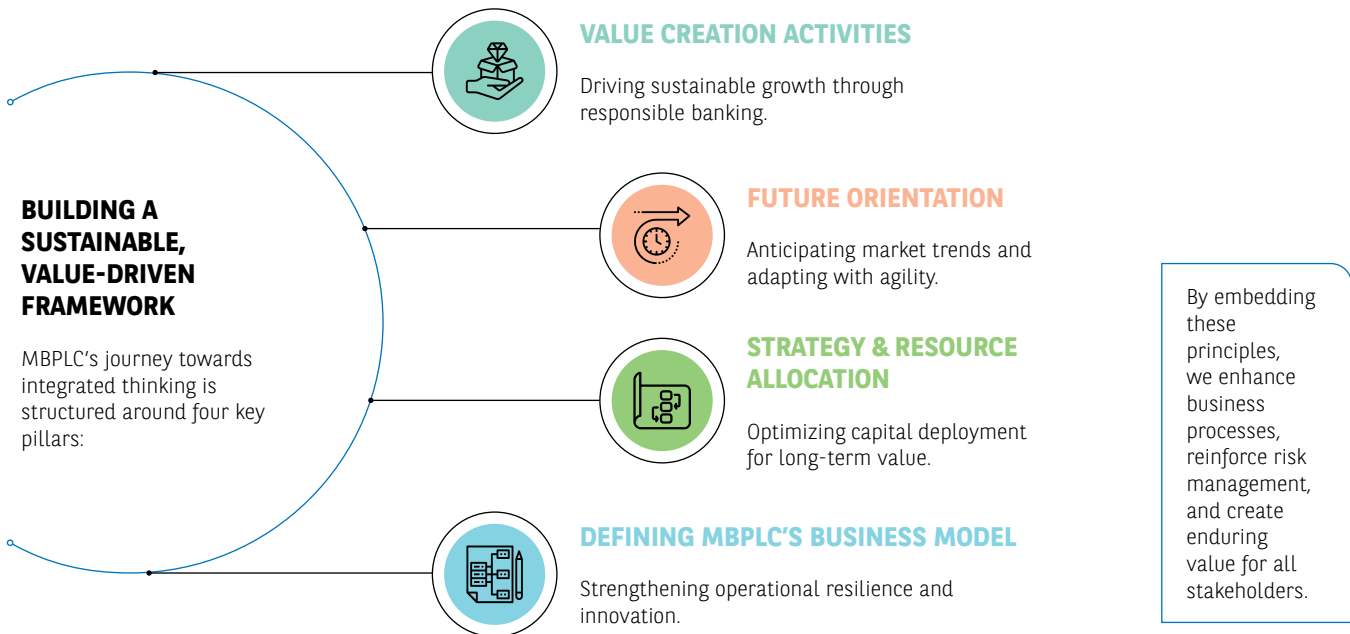 BUILDING A
SUSTAINABLE,
VALUE-DRIVEN
FRAMEWORK
MBPLC’s journey towards
integrated thinking is
structured around four key
pillars:
VALUE CREATION ACTIVITIES
Driving sustainable growth through
responsible banking.
FUTURE ORIENTATION
Anticipating market trends and
adapting with agility.
STRATEGY & RESOURCE
ALLOCATION
Optimizing capital deployment
for long-term value.
DEFINING MBPLC’S BUSINESS MODEL
Strengthening operational resilience and
innovation.
By embedding
these
principles,
we enhance
business
processes,
reinforce risk
management,
and create
enduring
value for all
stakeholders.